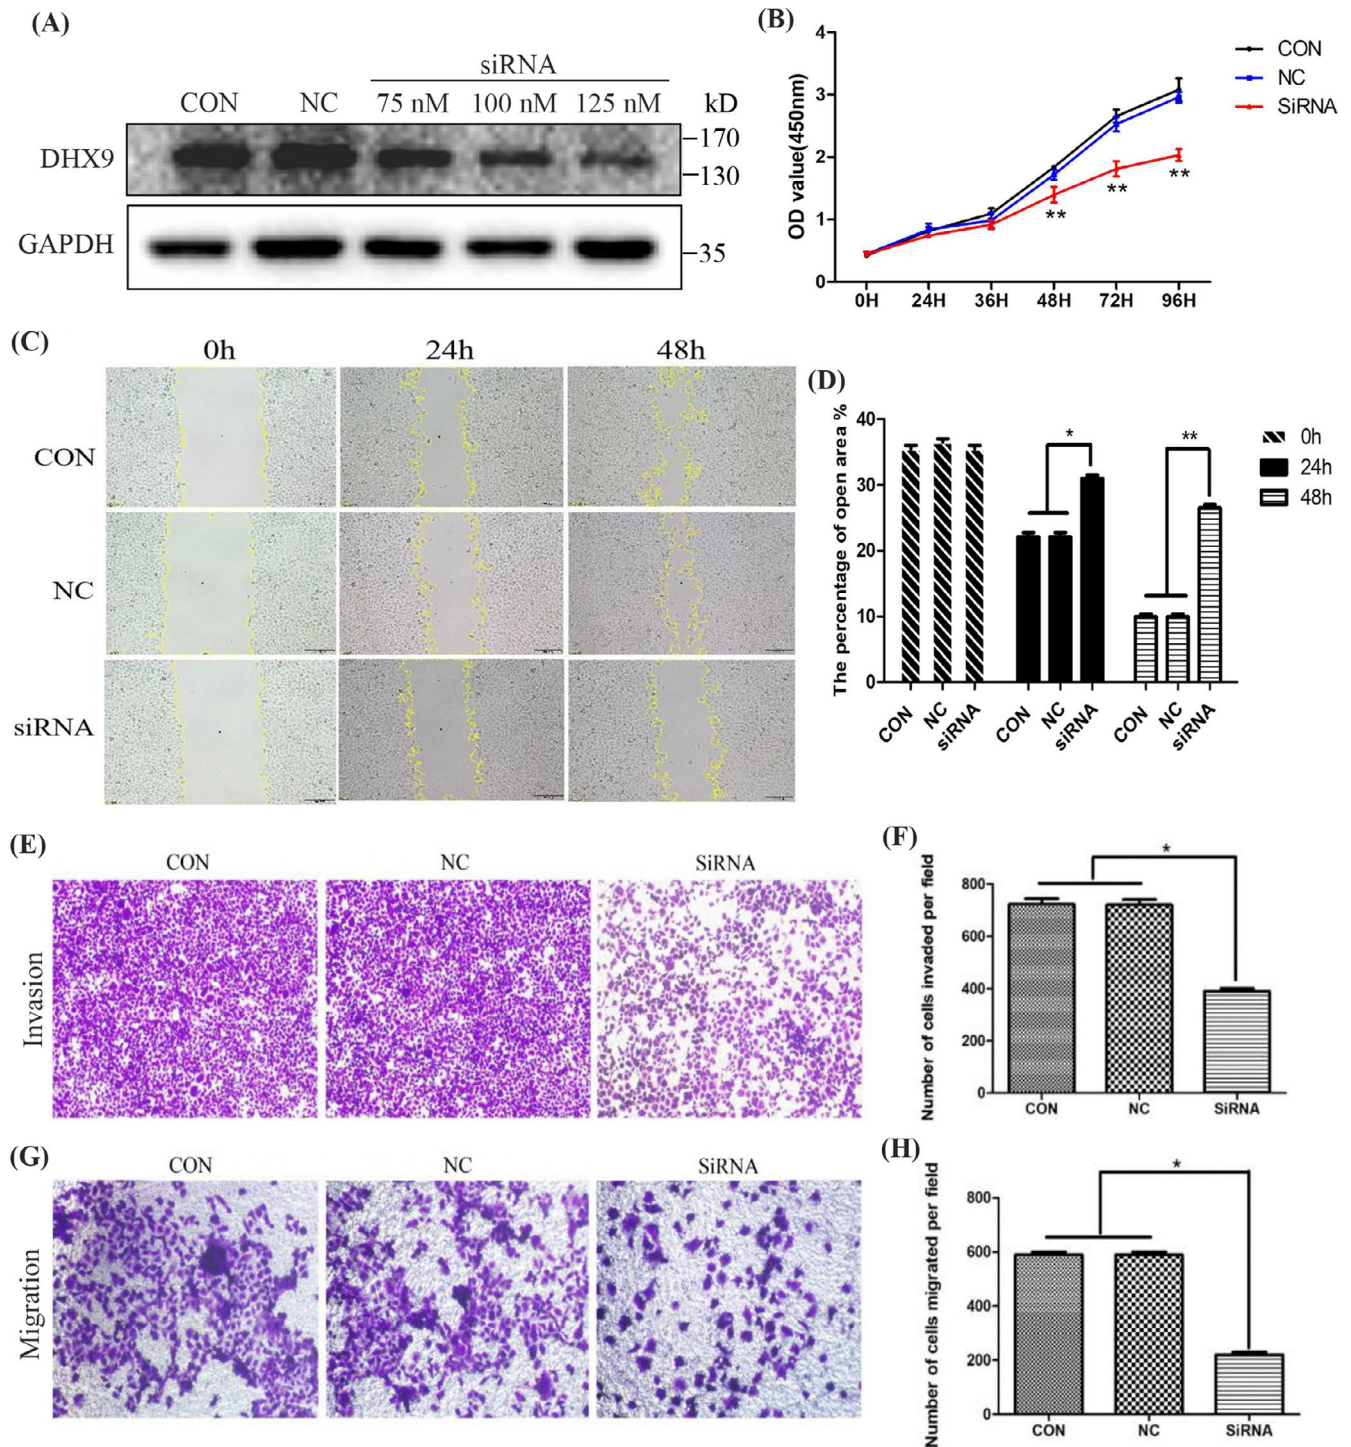 (A)
siRNA
CON NC 75 nM 100 nM 125 nM kD
DHX9
170
130
GAPDH
35
(B)
OD value(450nm)
4
3
2
1
0
0H 24H 36H 48H 72H 96H
** ** **
CON
NC
SiRNA
(C)
0h 24h 48h
CON
NC
siRNA
(D)
The percentage of open area %
40
30
20
10
0
* **
CON NC siRNA CON NC siRNA CON NC siRNA
0h
24h
48h
(E)
CON NC SiRNA
Invasion
(F)
Number of cells invaded per field
800
600
400
200
0
*
CON NC SiRNA
(G)
CON NC SiRNA
Migration
(H)
Number of cells migrated per field
800
600
400
200
0
*
CON NC SiRNA